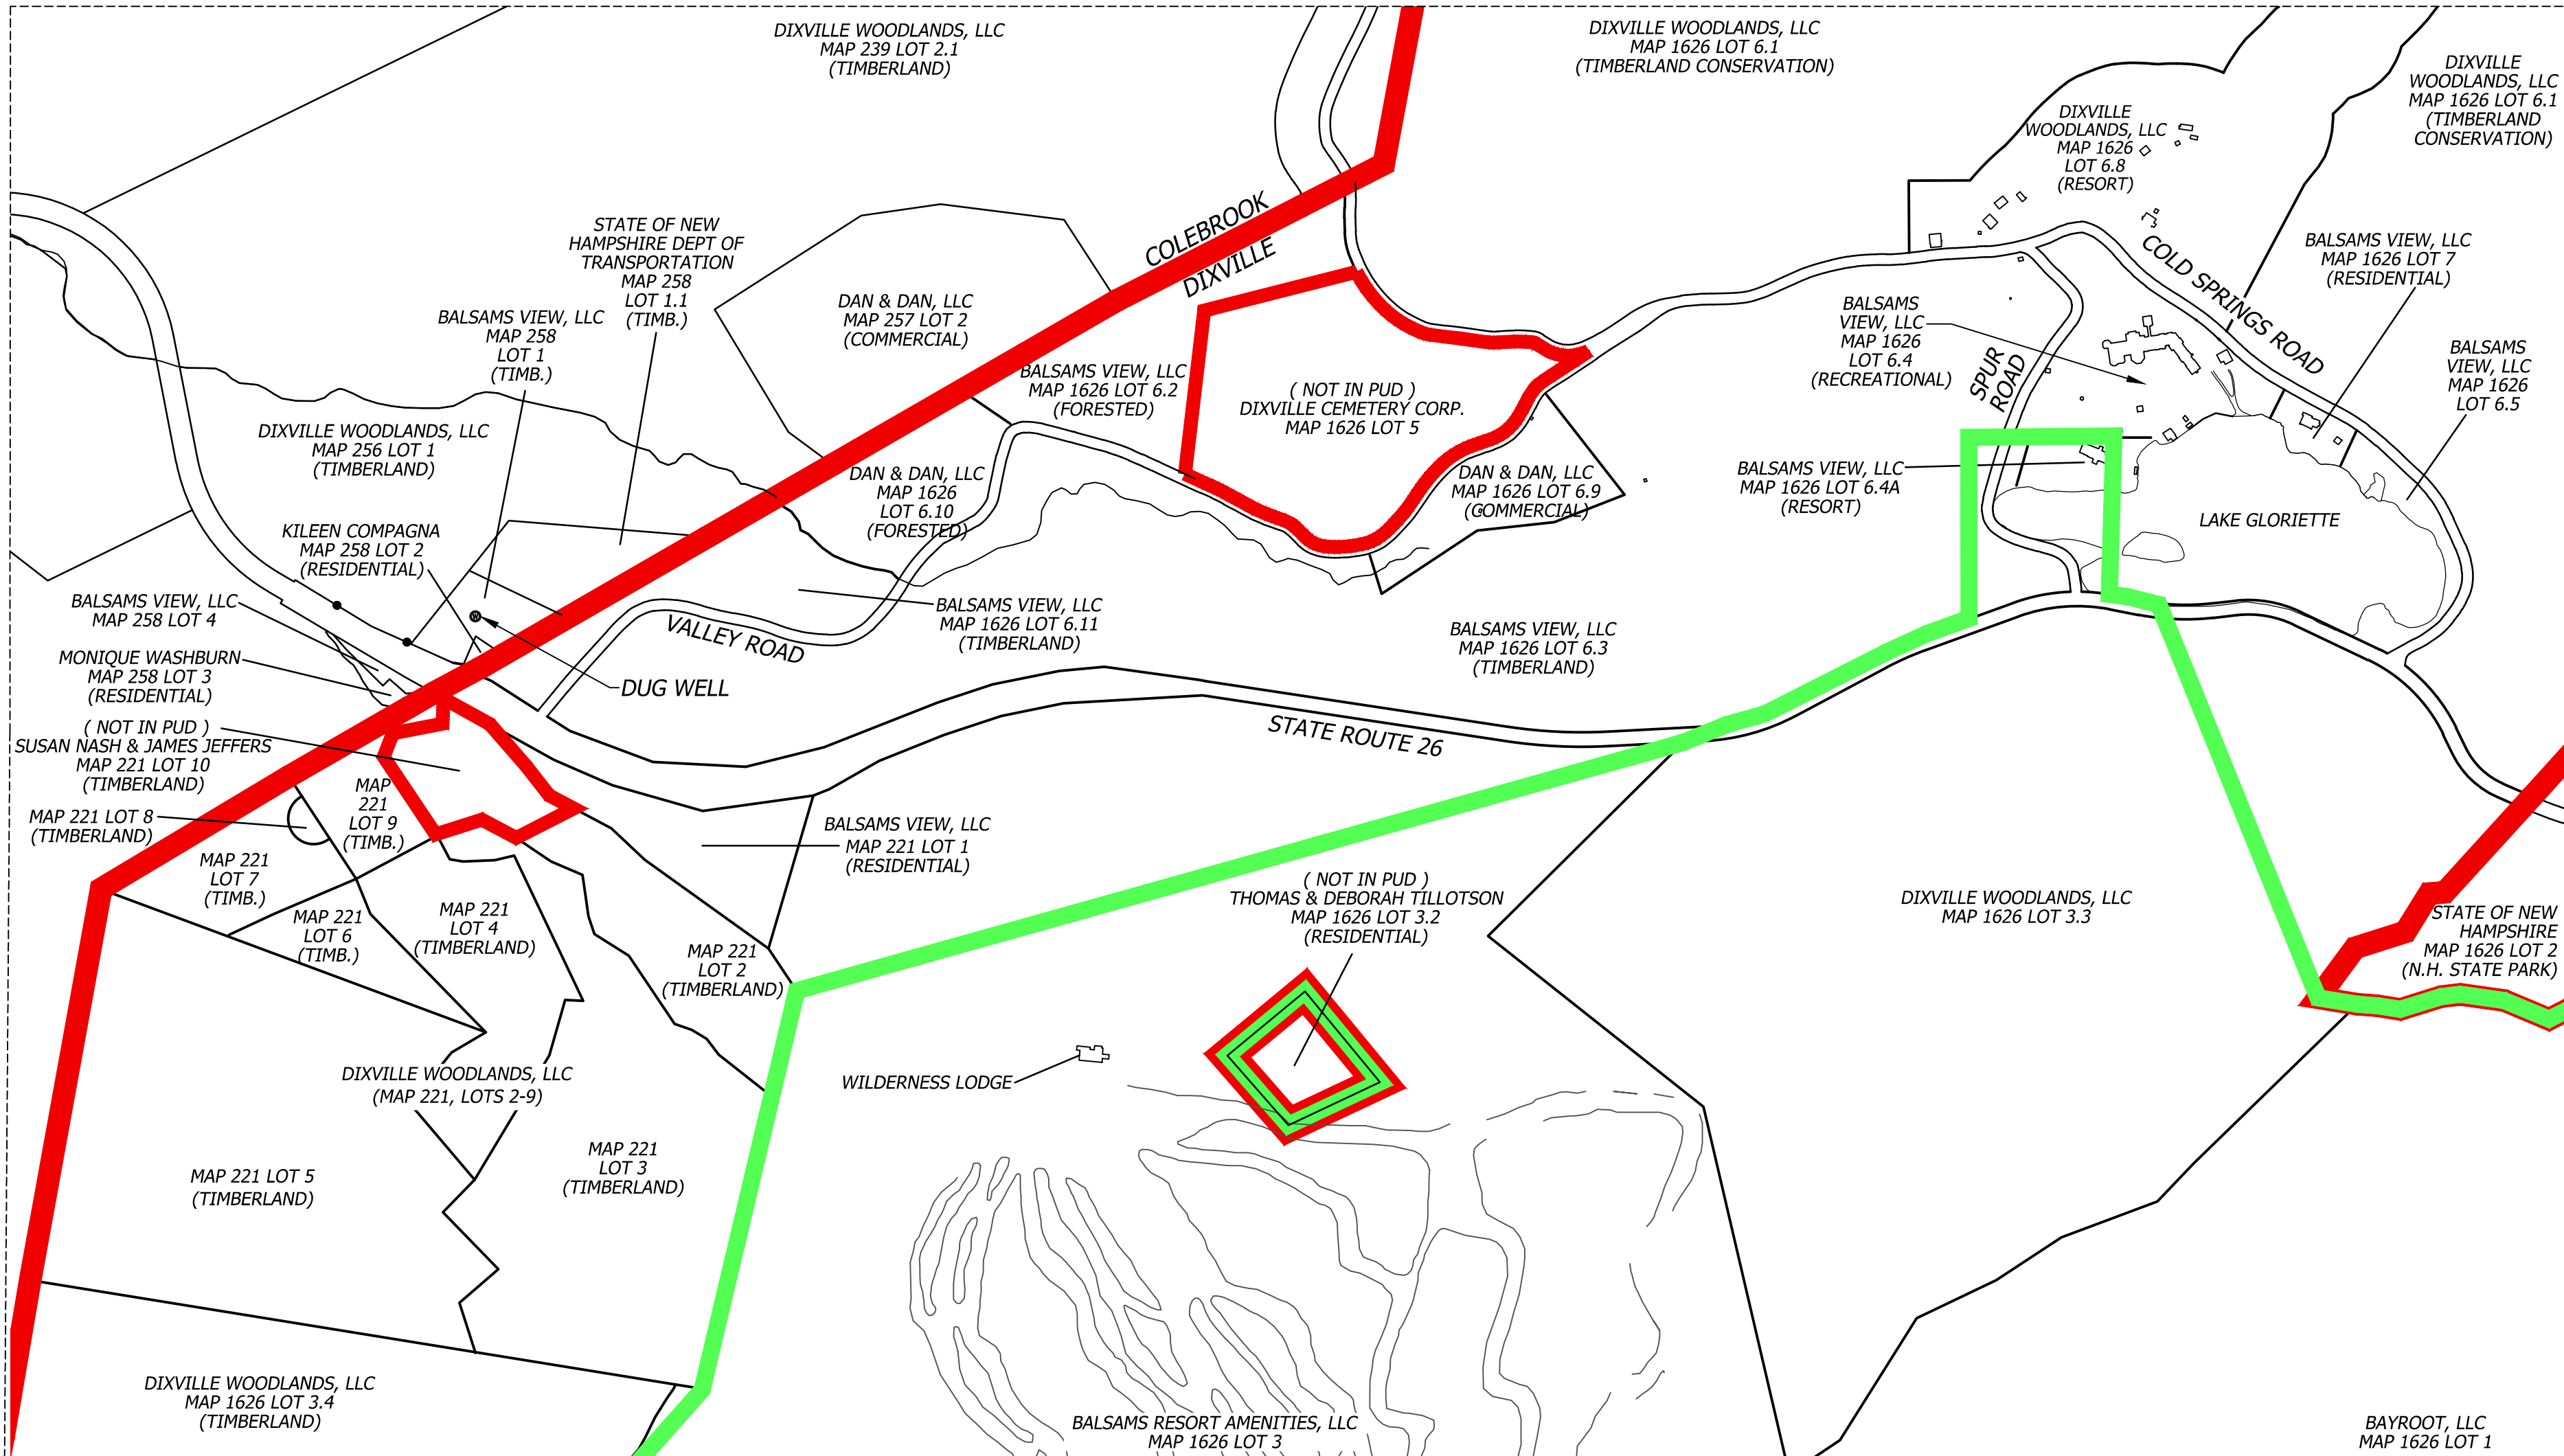 DIXVILLE WOODLANDS, LLC
MAP 239 LOT 2.1
(TIMBERLAND)
DIXVILLE WOODLANDS, LLC
MAP 1626 LOT 6.1
(TIMBERLAND CONSERVATION)
DIXVILLE
WOODLANDS, LLC
MAP 1626 LOT 6.1
(TIMBERLAND
CONSERVATION)
DIXVILLE
WOODLANDS, LLC
MAP 1626
LOT 6.8
(RESORT)
COLEBROOK
DIXVILLE
STATE OF NEW
HAMPSHIRE DEPT OF
TRANSPORTATION
MAP 258
LOT 1.1
(TIMB.)
BALSAMS VIEW, LLC
MAP 258
LOT 1
(TIMB.)
DAN & DAN, LLC
MAP 257 LOT 2
(COMMERCIAL)
COLD SPRINGS ROAD
BALSAMS VIEW, LLC
MAP 1626 LOT 7
(RESIDENTIAL)
BALSAMS
VIEW, LLC
MAP 1626
LOT 6.4
(RECREATIONAL)
SPUR
ROAD
BALSAMS
VIEW, LLC
MAP 1626
LOT 6.5
BALSAMS VIEW, LLC
MAP 1626 LOT 6.2
(FORESTED)
( NOT IN PUD )
DIXVILLE CEMETERY CORP.
MAP 1626 LOT 5
DIXVILLE WOODLANDS, LLC
MAP 256 LOT 1
(TIMBERLAND)
DAN & DAN, LLC
MAP 1626
LOT 6.10
(FORESTED)
DAN & DAN, LLC
MAP 1626 LOT 6.9
(COMMERCIAL)
BALSAMS VIEW, LLC
MAP 1626 LOT 6.4A
(RESORT)
LAKE GLORIETTE
KILEEN COMPAGNA
MAP 258 LOT 2
(RESIDENTIAL)
BALSAMS VIEW, LLC
MAP 258 LOT 4
BALSAMS VIEW, LLC
MAP 1626 LOT 6.11
(TIMBERLAND)
VALLEY ROAD
BALSAMS VIEW, LLC
MAP 1626 LOT 6.3
(TIMBERLAND)
MONIQUE WASHBURN
MAP 258 LOT 3
(RESIDENTIAL)
DUG WELL
( NOT IN PUD )
SUSAN NASH & JAMES JEFFERS
MAP 221 LOT 10
(TIMBERLAND)
STATE ROUTE 26
MAP
221
LOT 9
(TIMB.)
MAP 221 LOT 8
(TIMBERLAND)
BALSAMS VIEW, LLC
MAP 221 LOT 1
(RESIDENTIAL)
MAP 221
LOT 7
(TIMB.)
( NOT IN PUD )
THOMAS & DEBORAH TILLOTSON
MAP 1626 LOT 3.2
(RESIDENTIAL)
DIXVILLE WOODLANDS, LLC
MAP 1626 LOT 3.3
MAP 221
LOT 6
(TIMB.)
MAP 221
LOT 4
(TIMBERLAND)
STATE OF NEW
HAMPSHIRE
MAP 1626 LOT 2
(N.H. STATE PARK)
MAP 221
LOT 2
(TIMBERLAND)
WILDERNESS LODGE
DIXVILLE WOODLANDS, LLC
(MAP 221, LOTS 2-9)
MAP 221 LOT 5
(TIMBERLAND)
MAP 221
LOT 3
(TIMBERLAND)
DIXVILLE WOODLANDS, LLC
MAP 1626 LOT 3.4
(TIMBERLAND)
BALSAMS RESORT AMENITIES, LLC
MAP 1626 LOT 3
BAYROOT, LLC
MAP 1626 LOT 1